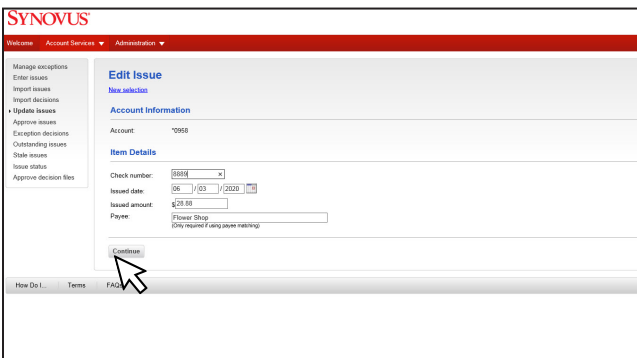 SYNOVUS®
Welcome Account Services Administration
Manage exceptions
Enter issues
Import issues
Import decisions
Update issues
Approve issues
Exception decisions
Outstanding issues
Stale issues
Issue status
Approve decision files
Edit Issue
New selection
Account Information
Account: *0958
Item Details
Check number: 8889 x
Issued date: 06 / 03 / 2020
Issued amount: $28.88
Payee: Flower Shop
(Only required if using payee matching)
Continue
How Do I... Terms FAQs